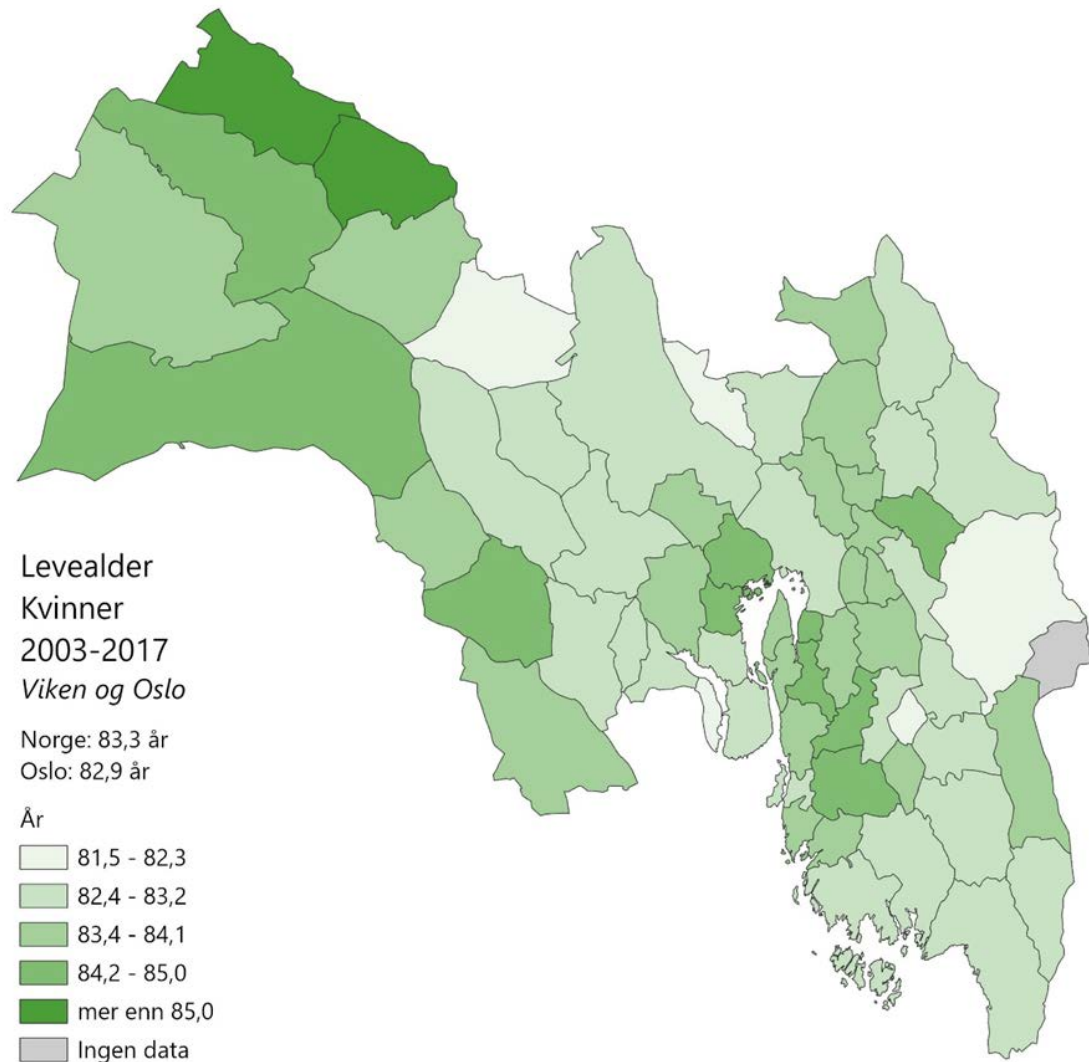 Levealder
Kvinner
2003-2017
Viken og Oslo
Norge: 83,3 år
Oslo: 82,9 år
År
81,5 - 82,3
82,4 - 83,2
83,4 - 84,1
84,2 - 85,0
mer enn 85,0
Ingen data